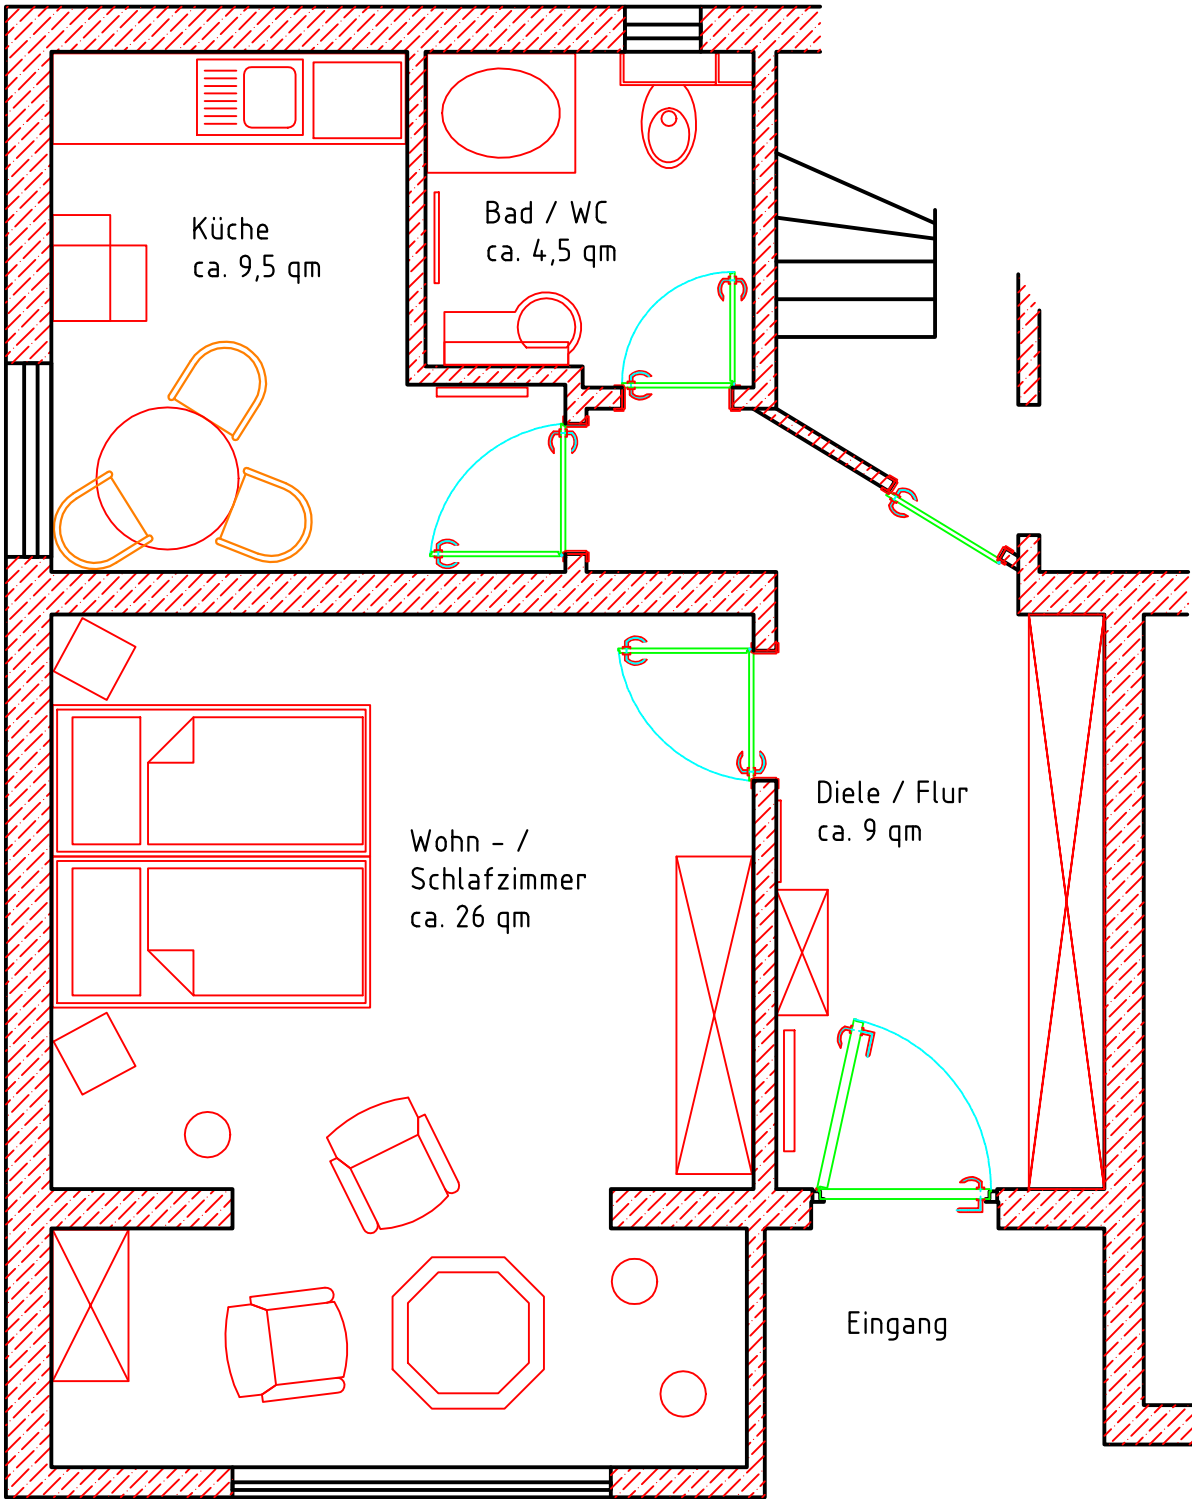 Küche
ca. 9,5 qm
Bad / WC
ca. 4,5 qm
Diele / Flur
ca. 9 qm
Wohn - /
Schlafzimmer
ca. 26 qm
Eingang